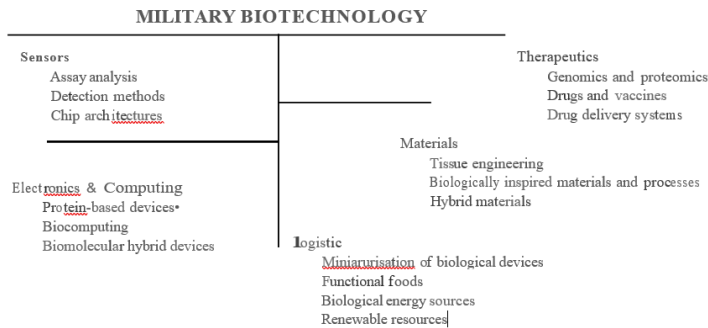 MILITARY BIOTECHNOLOGY
Sensors
Assay analysis
Detection methods
Chip architectures
Therapeutics
Genomics and proteomics
Drugs and vaccines
Drug delivery systems
Materials
Tissue engineering
Biologically inspired materials and processes
Hybrid materials
Electronics & Computing
Protein-based devices•
Biocomputing
Biomolecular hybrid devices
Logistic
Miniarurisation of biological devices
Functional foods
Biological energy sources
Renewable resources